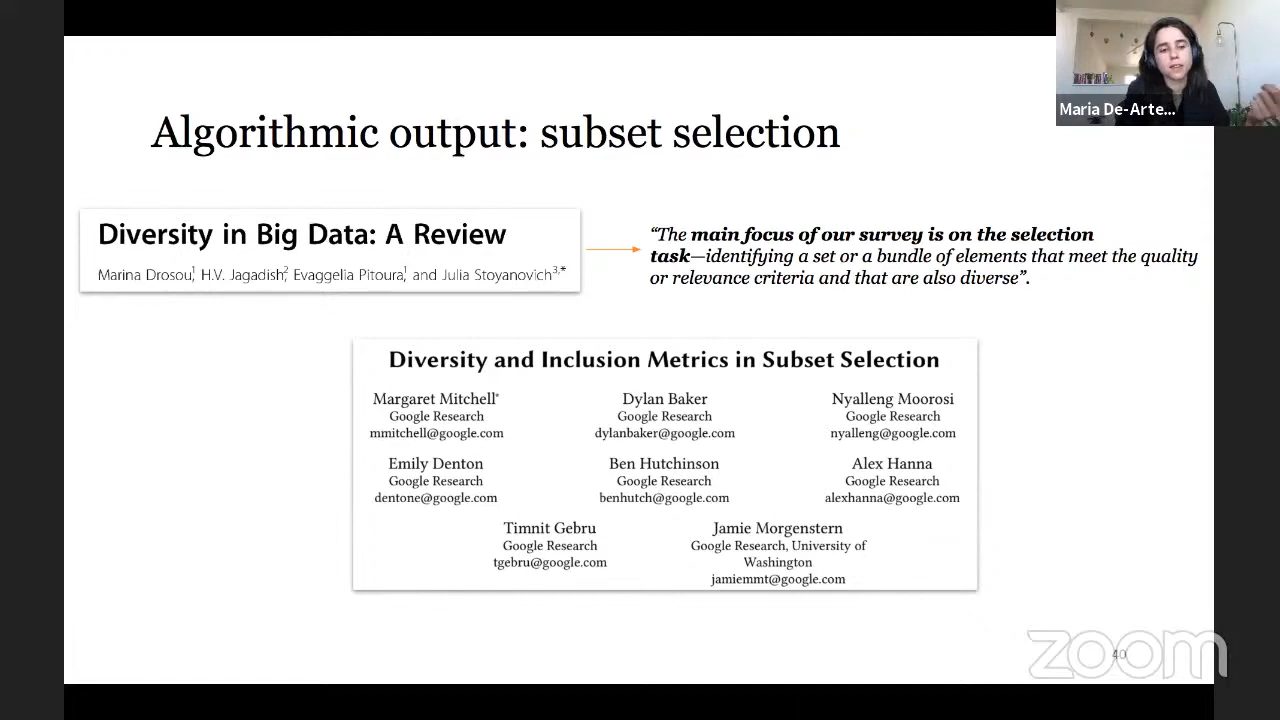 Maria De-Arte...
Algorithmic output: subset selection
Diversity in Big Data: A Review
Marina Drosou,1 H.V. Jagadish,2 Evaggelia Pitoura,1 and Julia Stoyanovich3,*
“The main focus of our survey is on the selection
task—identifying a set or a bundle of elements that meet the quality
or relevance criteria and that are also diverse”.
Diversity and Inclusion Metrics in Subset Selection
Margaret Mitchell* Dylan Baker Nyalleng Moorosi
Google Research Google Research Google Research
mmitchell@google.com dylanbaker@google.com nyalleng@google.com
Emily Denton Ben Hutchinson Alex Hanna
Google Research Google Research Google Research
dentone@google.com benhutch@google.com alexhanna@google.com
Timnit Gebru Jamie Morgenstern
Google Research Google Research, University of
tgebru@google.com Washington
jamiemmt@google.com
zoom
40